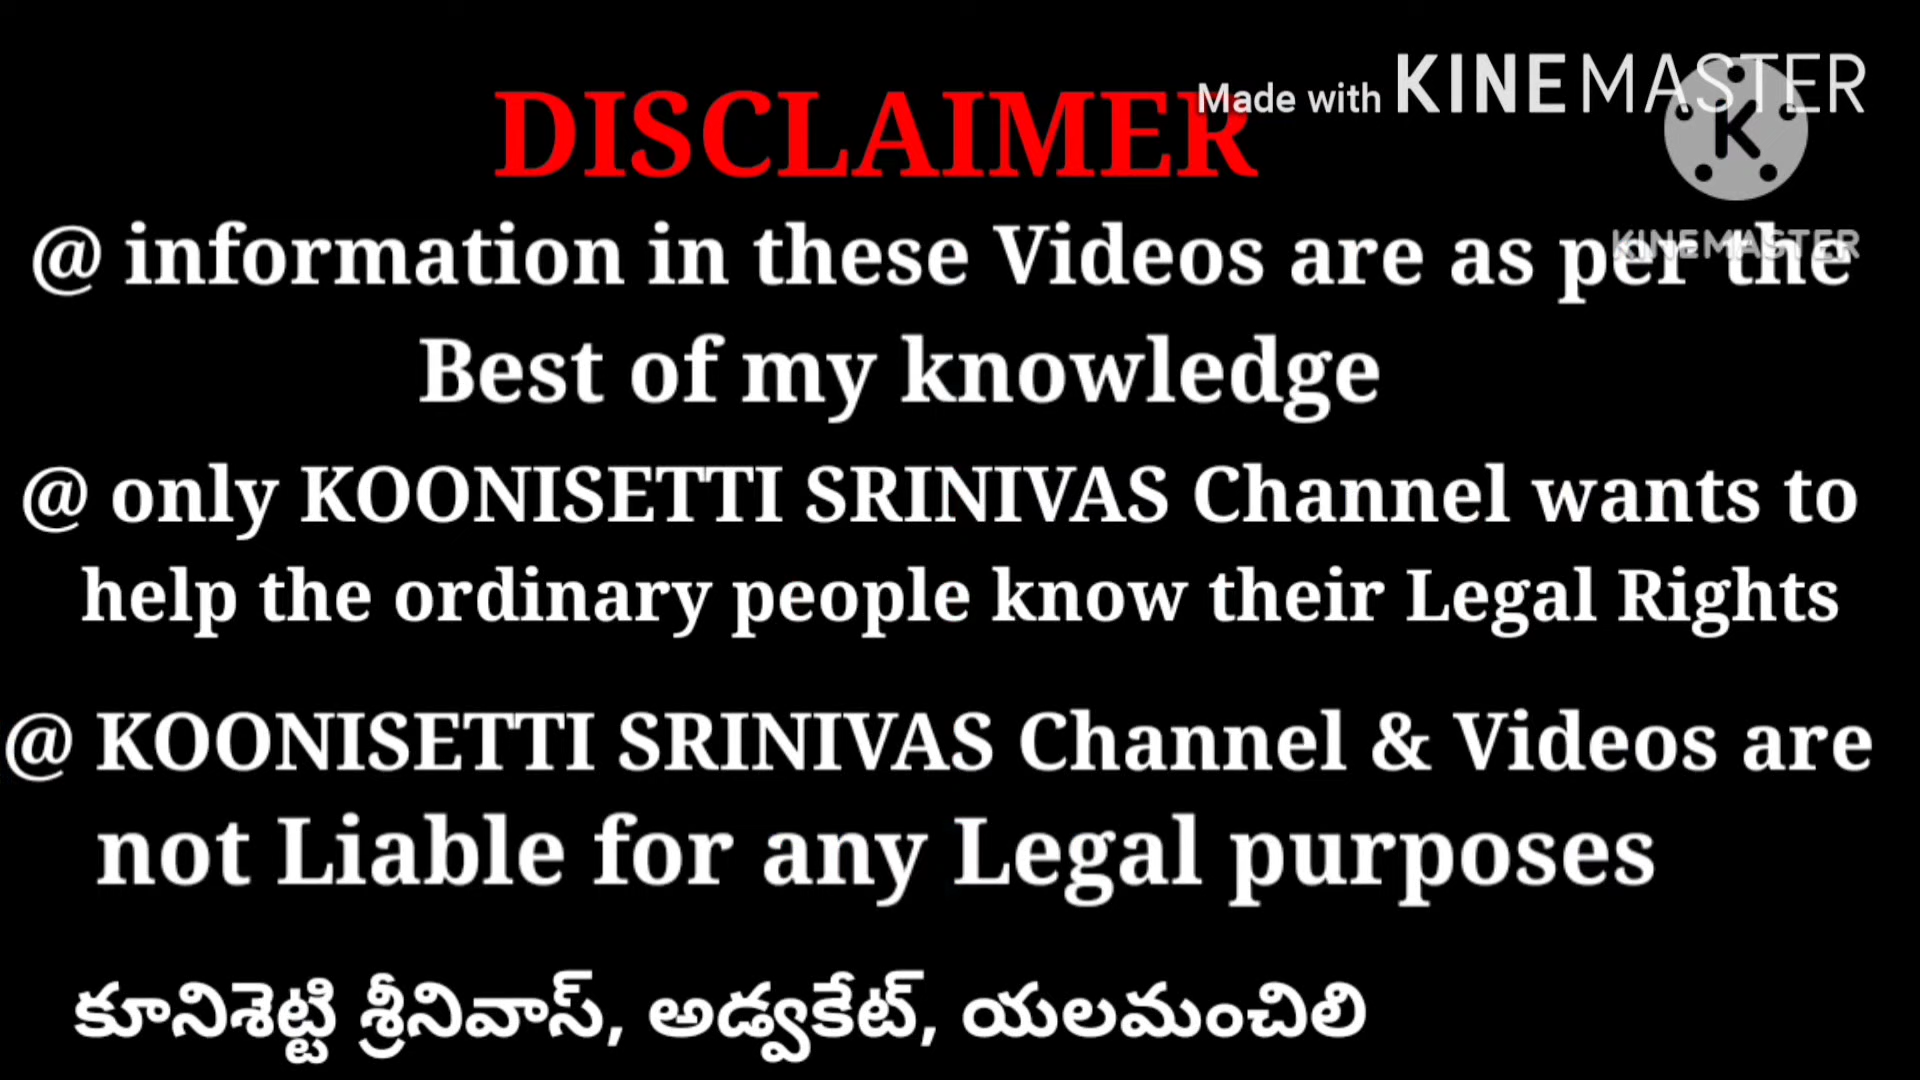 Made with KINEMASTER
DISCLAIMER
KINEMASTER
@ information in these Videos are as per the
Best of my knowledge
@ only KOONISETTI SRINIVAS Channel wants to
help the ordinary people know their Legal Rights
@ KOONISETTI SRINIVAS Channel & Videos are
not Liable for any Legal purposes
కూనిశెట్టి శ్రీనివాస్, అడ్వకేట్, యలమంచిలి